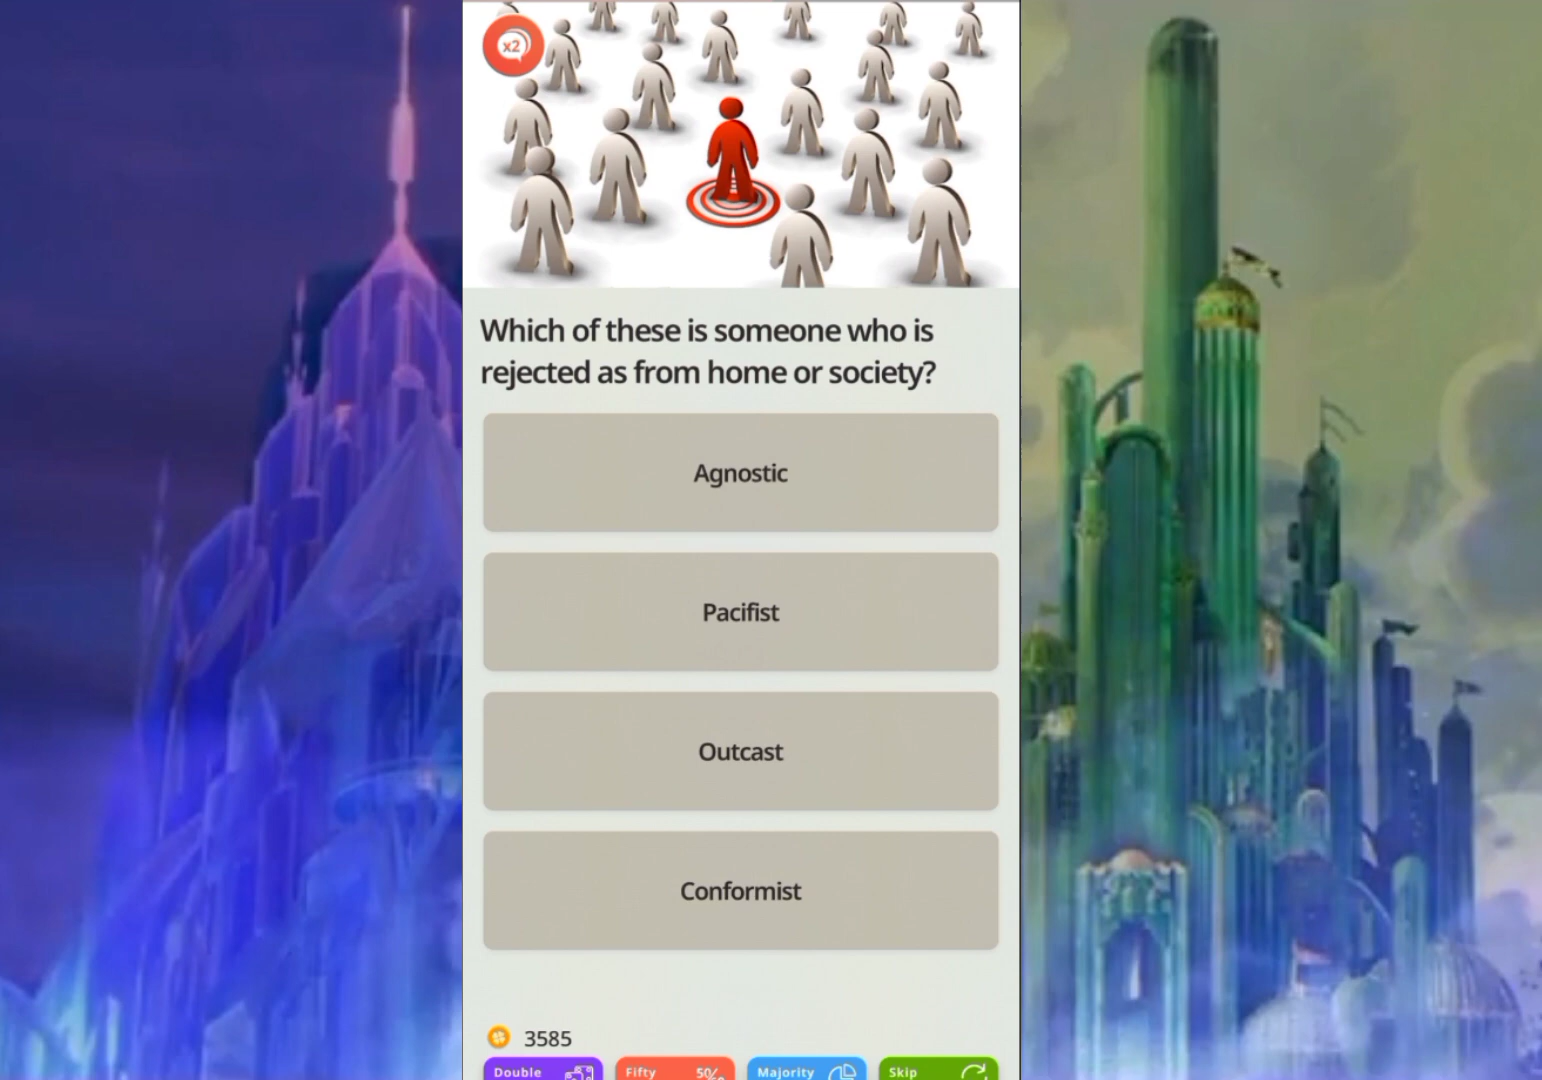 x2
Which of these is someone who is
rejected as from home or society?
Agnostic
Pacifist
Outcast
Conformist
3585
Double
Fifty 50%
Majority
Skip